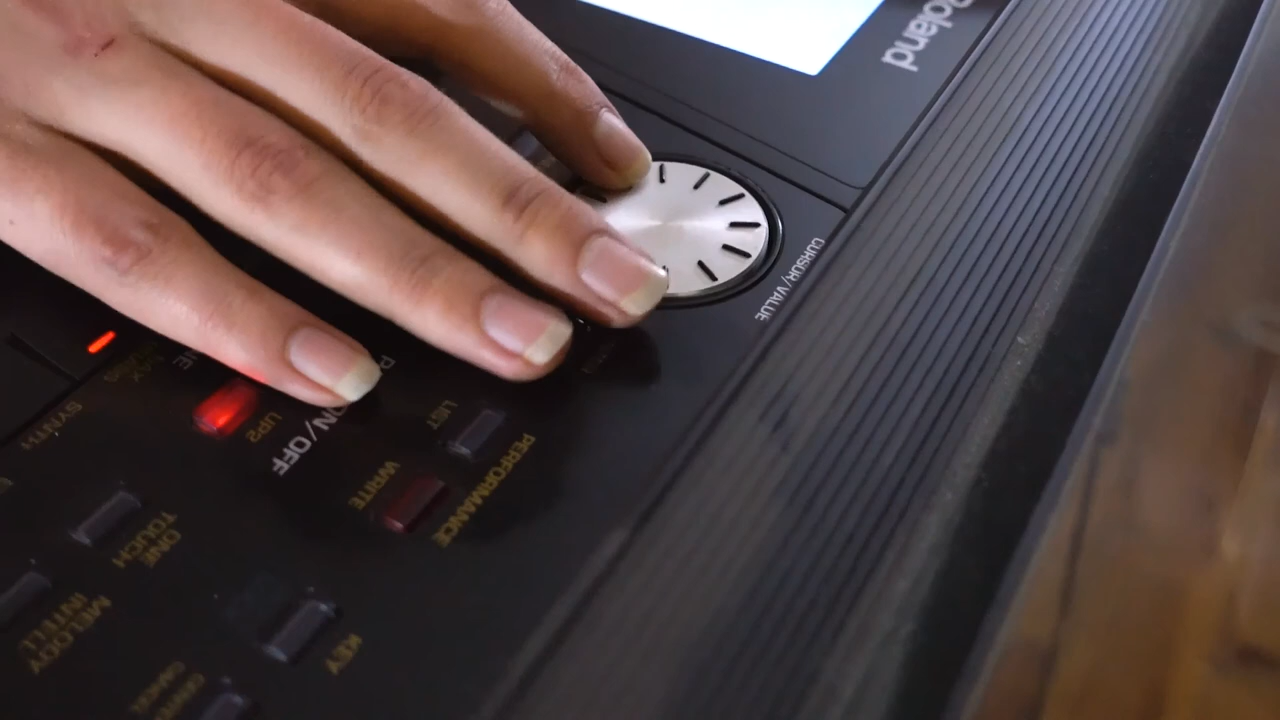 Roland
CURSOR/VALUE
ON/OFF
UP2
LIST
WRITE
PERFORMANCE
SYNTH
ONE
TOUCH
MELODY
INTELL
KEY